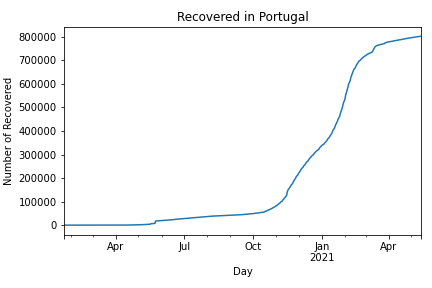 Recovered in Portugal
Number of Recovered
800000
700000
600000
500000
400000
300000
200000
100000
0
Apr Jul Oct Jan Apr
2021
Day